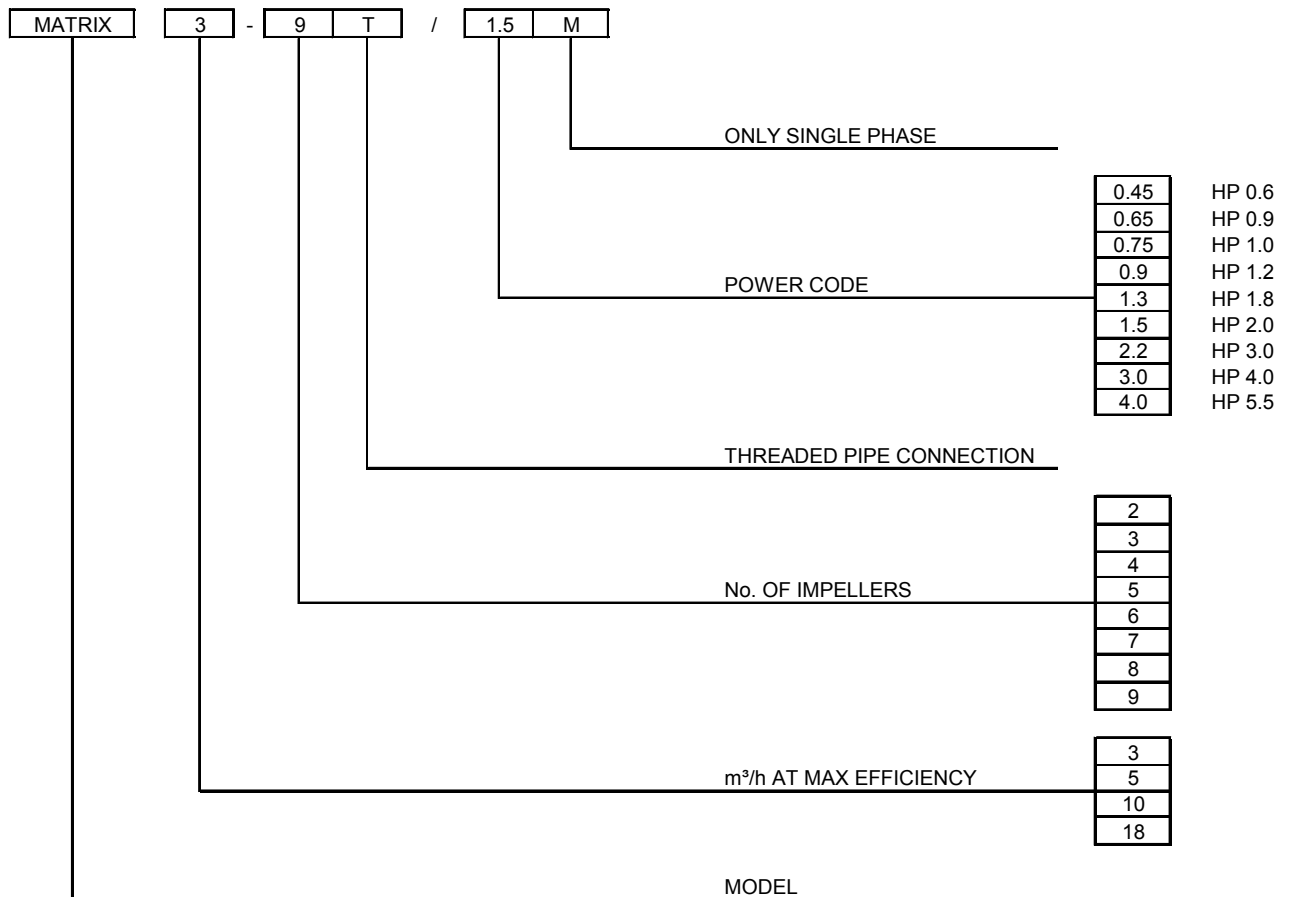 MATRIX 3 - 9 T / 1.5 M
ONLY SINGLE PHASE
0.45 HP 0.6
0.65 HP 0.9
0.75 HP 1.0
0.9 HP 1.2
POWER CODE
1.3 HP 1.8
1.5 HP 2.0
2.2 HP 3.0
3.0 HP 4.0
4.0 HP 5.5
THREADED PIPE CONNECTION
2
3
4
No. OF IMPELLERS 5
6
7
8
9
3
m³/h AT MAX EFFICIENCY 5
10
18
MODEL